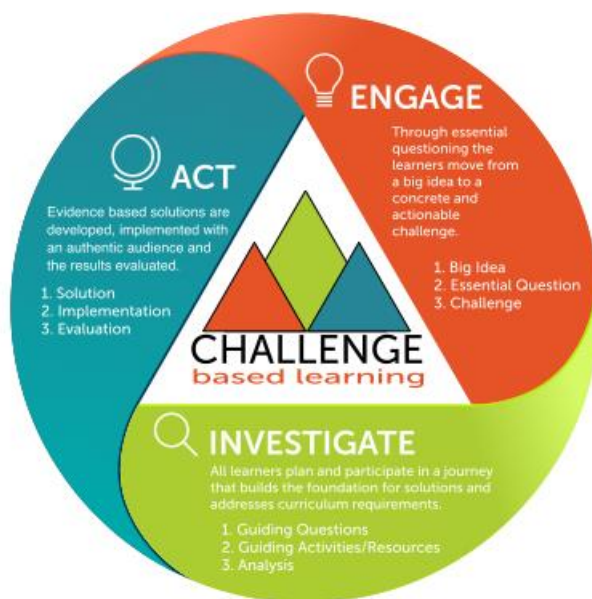 ENGAGE
Through essential
questioning the
learners move from
a big idea to a
concrete and
actionable
challenge.
1. Big Idea
2. Essential Question
3. Challenge
ACT
Evidence based solutions are
developed, implemented with
an authentic audience and
the results evaluated.
1. Solution
2. Implementation
3. Evaluation
CHALLENGE
based learning
INVESTIGATE
All learners plan and participate in a journey
that builds the foundation for solutions and
addresses curriculum requirements.
1. Guiding Questions
2. Guiding Activities/Resources
3. Analysis